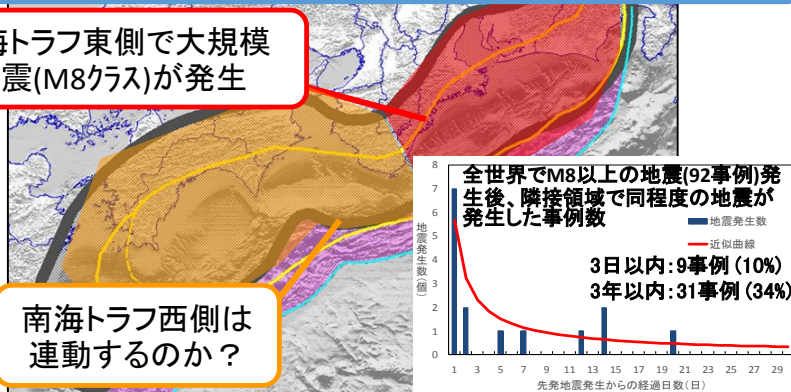 海トラフ東側で大規模
震(M8クラス)が発生
南海トラフ西側は
連動するのか？
全世界でM8以上の地震(92事例)発
生後、隣接領域で同程度の地震が
発生した事例数
地震発生数
近似曲線
3日以内:9事例(10%)
3年以内:31事例(34%)
地震発生数(個)
8
7
6
5
4
3
2
1
0
1 3 5 7 9 11 13 15 17 19 21 23 25 27 29
先発地震発生からの経過日数(日)